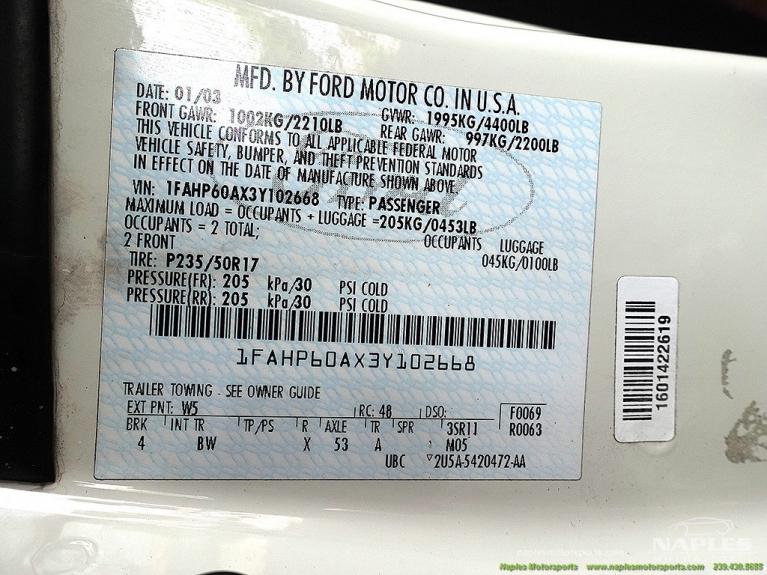 MFD. BY FORD MOTOR CO. IN U.S.A.
DATE: 01/03 GVWR: 1995KG/4400LB
FRONT GAWR: 1002KG/2210LB REAR GAWR: 997KG/2200LB
THIS VEHICLE CONFORMS TO ALL APPLICABLE FEDERAL MOTOR
VEHICLE SAFETY, BUMPER, AND THEFT PREVENTION STANDARDS
IN EFFECT ON THE DATE OF MANUFACTURE SHOWN ABOVE.
VIN: 1FAHP60AX3Y102668 TYPE: PASSENGER
MAXIMUM LOAD = OCCUPANTS + LUGGAGE =205KG/0453LB
OCCUPANTS = 2 TOTAL; OCCUPANTS LUGGAGE
2 FRONT 045KG/0100LB
TIRE: P235/50R17
PRESSURE(FR): 205 kPa/30 PSI COLD
PRESSURE(RR): 205 kPa/30 PSI COLD
1FAHP60AX3Y102668
TRAILER TOWING - SEE OWNER GUIDE
EXT PNT: W5 RC: 48 DSO: F0069
BRK INT TR TP/PS R AXLE TR SPR 3SR11 R0063
4 BW X 53 A M05
UBC 2U5A-5420472-AA
1601422619
NAPLES
Naples Motorsports www.naplesmotorsports.com 239.430.8688